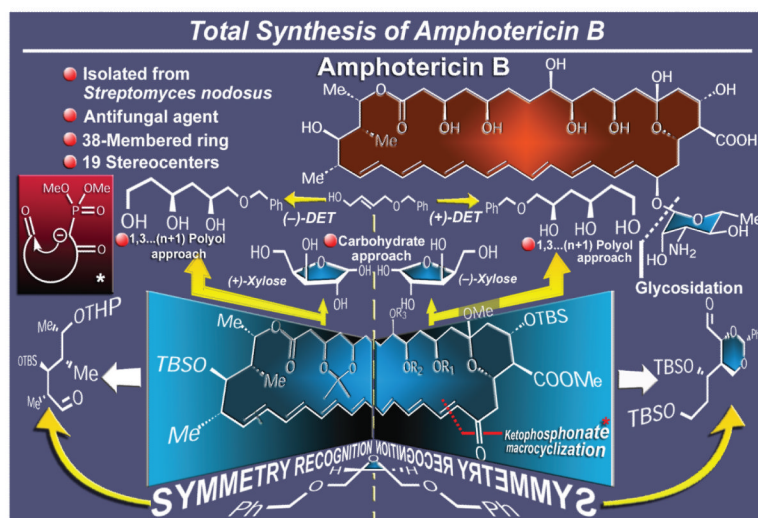 Total Synthesis of Amphotericin B
Isolated from
Streptomyces nodosus
Antifungal agent
38-Membered ring
19 Stereocenters
Amphotericin B
Me
O
O
OH
OH
OH
OH
OH
OH
OH
O
OH
COOH
HO
Me
Me
O
O
Me
HO
NH2
OH
Glycosidation
MeO
OMe
P
O
O
O
*
OH
OH
OH
O
Ph
1,3...(n+1) Polyol
approach
(–)-DET
HO
O
Ph
(+)-DET
Ph
O
OH
OH
OH
1,3...(n+1) Polyol
approach
Carbohydrate
approach
HO
HO
O
OH
OH
(+)-Xylose
OH
HO
O
OH
HO
(–)-Xylose
OTHP
Me
OTBS
Me
Me
O
Me
O
O
TBSO
Me
Me
O
O
OR3
OR2
OR1
OMe
O
OTBS
COOMe
O
Ketophosphonate*
macrocyclization
O
O
O
Ph
TBSO
TBSO
SYMMETRY RECOGNITION
SYMMETRY RECOGNITION
O
H
H
O
O
Ph
Ph